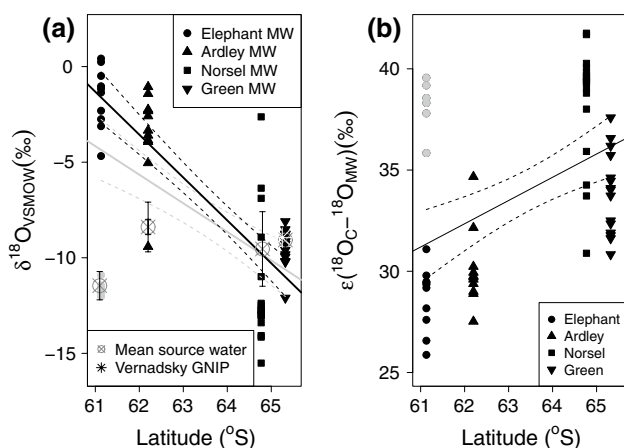 (a)
Elephant MW
Ardley MW
Norsel MW
Green MW
δ18OVSMOW(‰)
0
−5
−10
−15
Mean source water
Vernadsky GNIP
61 62 63 64 65
Latitude (oS)
(b)
ε(18OC−18OMW)(‰)
40
35
30
25
Elephant
Ardley
Norsel
Green
61 62 63 64 65
Latitude (oS)